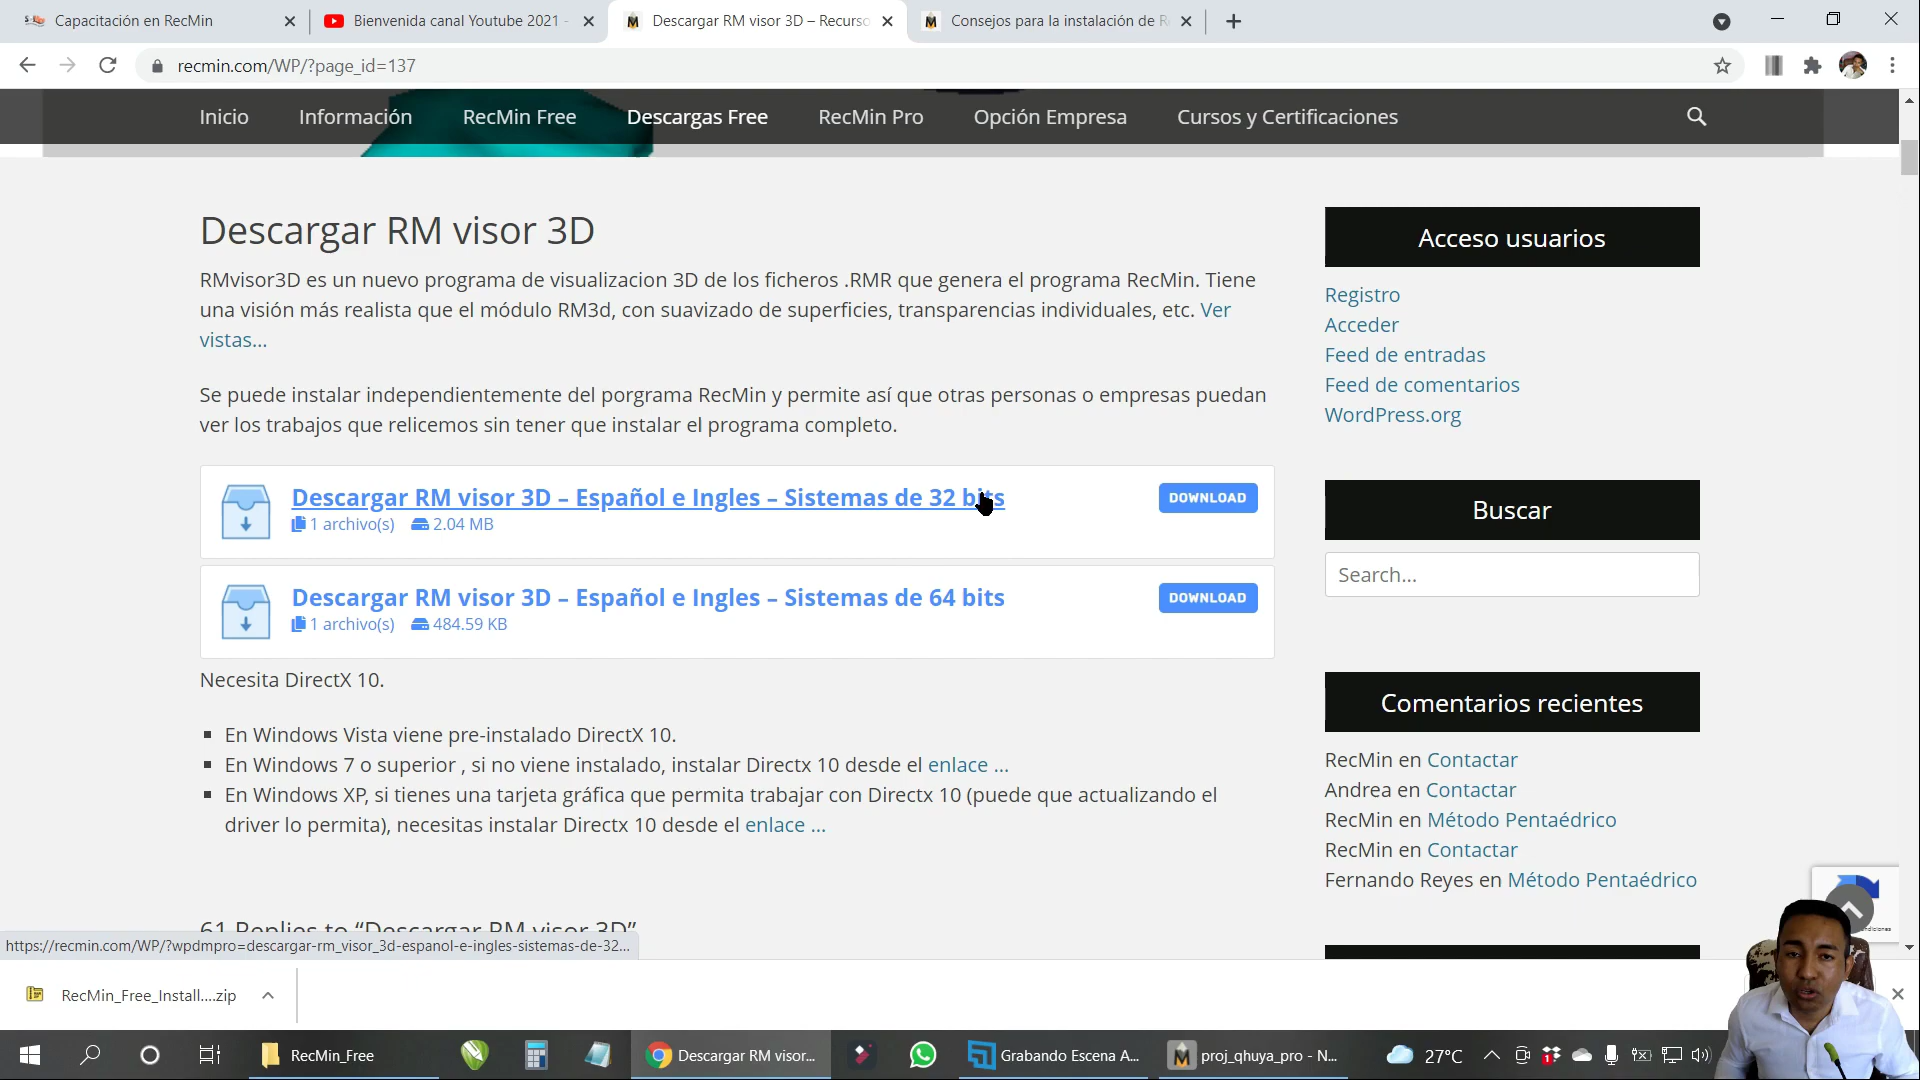 Capacitación en RecMin
Bienvenida canal Youtube 2021 -
Descargar RM visor 3D – Recurso
Consejos para la instalación de R
recmin.com/WP/?page_id=137
Inicio
Información
RecMin Free
Descargas Free
RecMin Pro
Opción Empresa
Cursos y Certificaciones
Descargar RM visor 3D
RMvisor3D es un nuevo programa de visualizacion 3D de los ficheros .RMR que genera el programa RecMin. Tiene
una visión más realista que el módulo RM3d, con suavizado de superficies, transparencias individuales, etc. Ver
vistas...
Se puede instalar independientemente del porgrama RecMin y permite así que otras personas o empresas puedan
ver los trabajos que relicemos sin tener que instalar el programa completo.
Descargar RM visor 3D – Español e Ingles – Sistemas de 32 bits
DOWNLOAD
1 archivo(s) 2.04 MB
Descargar RM visor 3D – Español e Ingles – Sistemas de 64 bits
DOWNLOAD
1 archivo(s) 484.59 KB
Necesita DirectX 10.
En Windows Vista viene pre-instalado DirectX 10.
En Windows 7 o superior , si no viene instalado, instalar Directx 10 desde el enlace ...
En Windows XP, si tienes una tarjeta gráfica que permita trabajar con Directx 10 (puede que actualizando el
driver lo permita), necesitas instalar Directx 10 desde el enlace ...
61 Replies to “Descargar RM visor 3D”
Acceso usuarios
Registro
Acceder
Feed de entradas
Feed de comentarios
WordPress.org
Buscar
Search...
Comentarios recientes
RecMin en Contactar
Andrea en Contactar
RecMin en Método Pentaédrico
RecMin en Contactar
Fernando Reyes en Método Pentaédrico
https://recmin.com/WP/?wpdmpro=descargar-rm_visor_3d-espanol-e-ingles-sistemas-de-32...
RecMin_Free_Install....zip
RecMin_Free
Descargar RM visor...
Grabando Escena A...
proj_qhuya_pro - N...
27°C
1